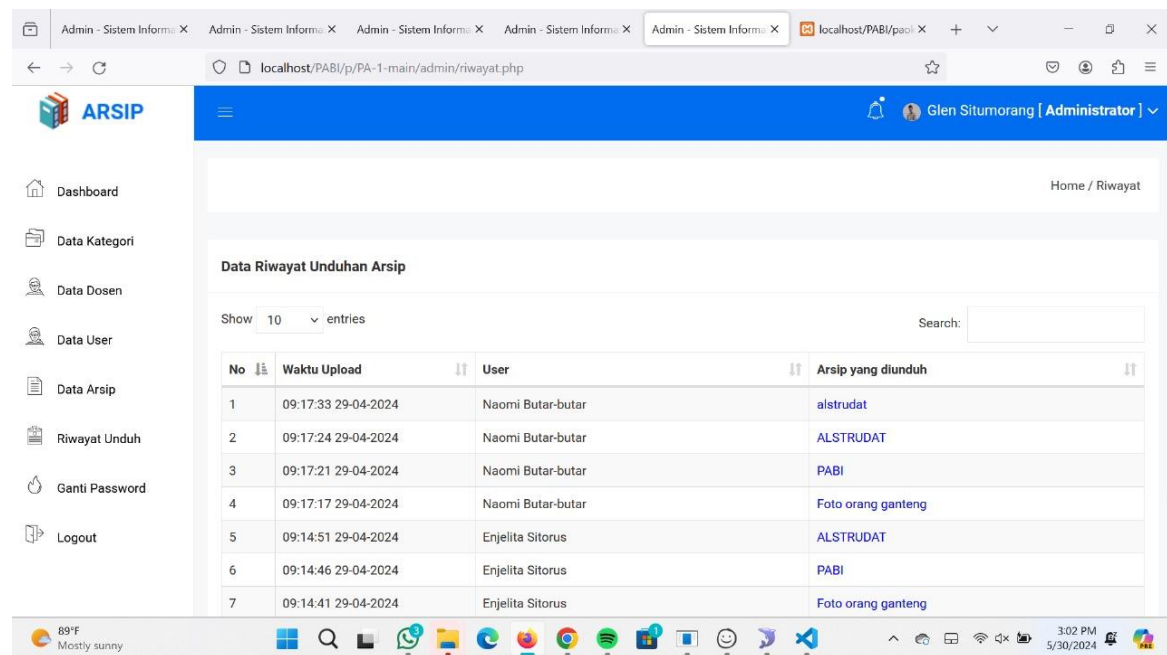 Admin - Sistem Informa Admin - Sistem Informa Admin - Sistem Informa Admin - Sistem Informa Admin - Sistem Informa localhost/PABI/paok
localhost/PABI/p/PA-1-main/admin/riwayat.php
ARSIP
Glen Situmorang [ Administrator ]
Home / Riwayat
Dashboard
Data Kategori
Data Dosen
Data User
Data Arsip
Riwayat Unduh
Ganti Password
Logout
Data Riwayat Unduhan Arsip
Show 10 entries
Search:
No Waktu Upload User Arsip yang diunduh
1 09:17:33 29-04-2024 Naomi Butar-butar alstrudat
2 09:17:24 29-04-2024 Naomi Butar-butar ALSTRUDAT
3 09:17:21 29-04-2024 Naomi Butar-butar PABI
4 09:17:17 29-04-2024 Naomi Butar-butar Foto orang ganteng
5 09:14:51 29-04-2024 Enjelita Sitorus ALSTRUDAT
6 09:14:46 29-04-2024 Enjelita Sitorus PABI
7 09:14:41 29-04-2024 Enjelita Sitorus Foto orang ganteng
89°F
Mostly sunny
3
3:02 PM
5/30/2024
PRE